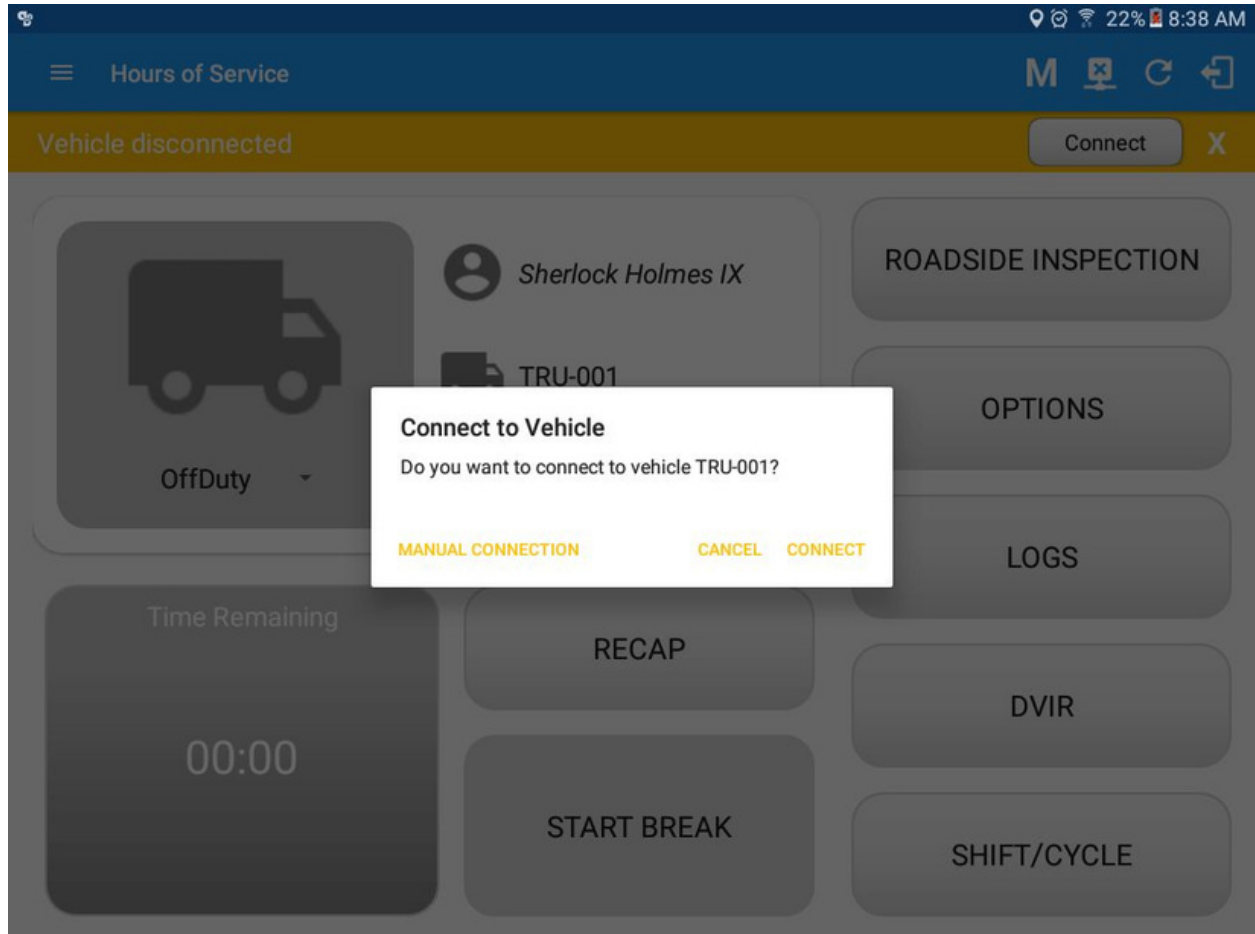 22% 8:38 AM
Hours of Service
M
Vehicle disconnected
Connect X
Sherlock Holmes IX
TRU-001
OffDuty
ROADSIDE INSPECTION
OPTIONS
LOGS
DVIR
SHIFT/CYCLE
Connect to Vehicle
Do you want to connect to vehicle TRU-001?
MANUAL CONNECTION CANCEL CONNECT
Time Remaining
00:00
RECAP
START BREAK